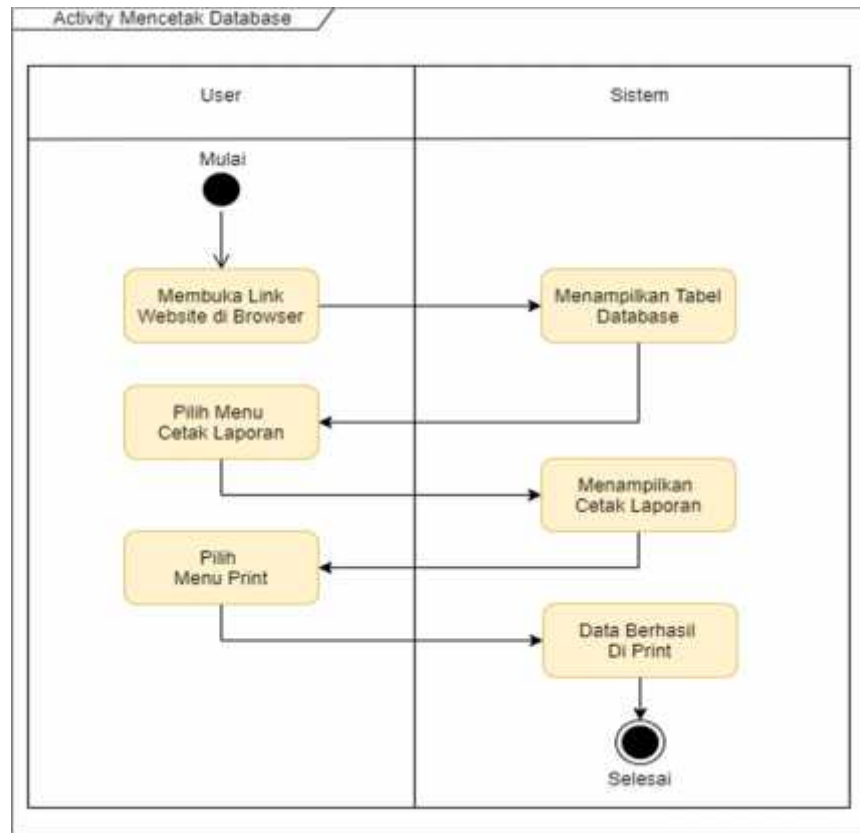 Activity Mencetak Database
User
Sistem
Mulai
Membuka Link
Website di Browser
Menampilkan Tabel
Database
Pilih Menu
Cetak Laporan
Menampilkan
Cetak Laporan
Pilih
Menu Print
Data Berhasil
Di Print
Selesai